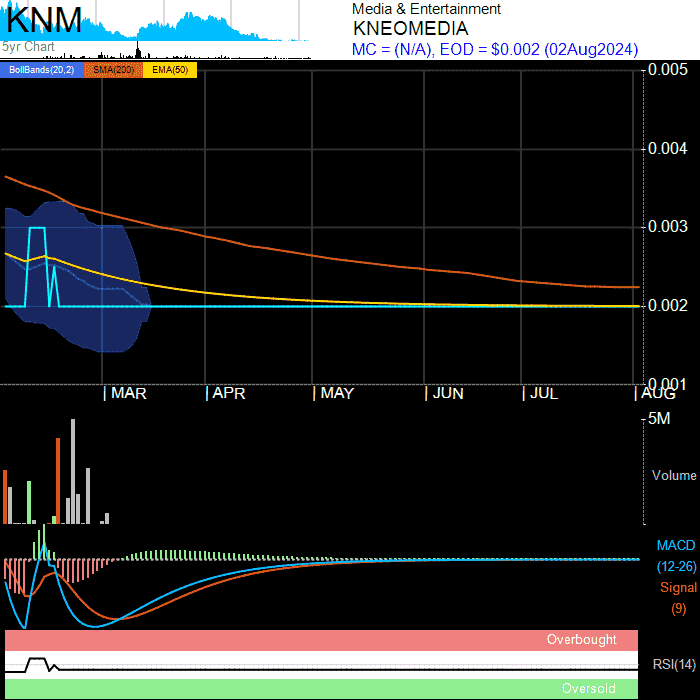 KNM
5yr Chart
Media & Entertainment
KNEOMEDIA
MC = (N/A), EOD = $0.002 (02Aug2024)
BollBands(20,2) SMA(200) EMA(50)
0.005
0.004
0.003
0.002
0.001
MAR APR MAY JUN JUL AUG
5M
Volume
MACD
(12-26)
Signal
(9)
Overbought
RSI(14)
Oversold